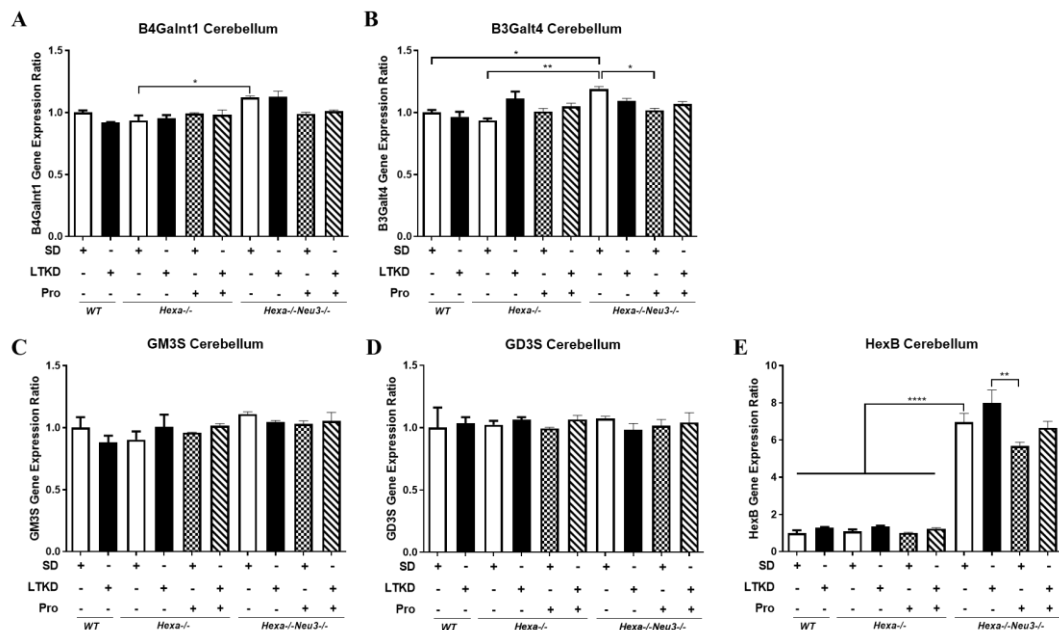 A
B4Galnt1 Cerebellum
B4Galnt1 Gene Expression Ratio
1.5
1.0
0.5
0.0
*
SD + - + - + - + - + -
LTKD - + - + - + - + - +
Pro + + + +
WT Hexa-/- Hexa-/-Neu3-/-
B
B3Galt4 Cerebellum
B3Galt4 Gene Expression Ratio
1.5
1.0
0.5
0.0
*
**
*
SD + - + - + - + - + -
LTKD - + - + - + - + - +
Pro - - - - + + - - + +
WT Hexa-/- Hexa-/-Neu3-/-
C
GM3S Cerebellum
GM3S Gene Expression Ratio
1.5
1.0
0.5
0.0
SD + - + - + - + - + -
LTKD - + - + - + - + - +
Pro - - - - + + - - + +
WT Hexa-/- Hexa-/-Neu3-/-
D
GD3S Cerebellum
GD3S Gene Expression Ratio
1.5
1.0
0.5
0.0
SD + - + - + - + - + -
LTKD - + - + - + - + - +
Pro - - - - + + - - + +
WT Hexa-/- Hexa-/-Neu3-/-
E
HexB Cerebellum
HexB Gene Expression Ratio
10
8
6
4
2
0
****
**
SD + - + - + - + - + -
LTKD - + - + - + - + - +
Pro - - - - + + - - + +
WT Hexa-/- Hexa-/-Neu3-/-